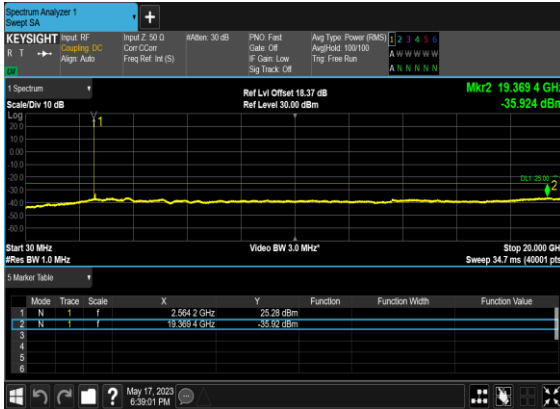 Spectrum Analyzer 1
Swept SA
+
KEYSIGHT
R T
Input: RF
Coupling: DC
Align: Auto
Input Z: 50 Ω
Corr CCorr
Freq Ref: Int (S)
#Atten: 30 dB
PNO: Fast
Gate: Off
IF Gain: Low
Sig Track: Off
Avg Type: Power (RMS)
Avg|Hold: 100/100
Trig: Free Run
1 2 3 4 5 6
A W W W W W
A N N N N N
1 Spectrum
Scale/Div 10 dB
Ref Lvl Offset 18.37 dB
Ref Level 30.00 dBm
Mkr2 19.369 4 GHz
-35.924 dBm
Log
20.0
10.0
0.00
-10.0
-20.0
-30.0
-40.0
-50.0
-60.0
1
DL1 -25.00
2
Start 30 MHz
#Res BW 1.0 MHz
Video BW 3.0 MHz*
Stop 20.000 GH
Sweep 34.7 ms (40001 pts
5 Marker Table
Mode Trace Scale X Y Function Function Width Function Value
1 N 1 f 2.564 2 GHz 25.28 dBm
2 N 1 f 19.369 4 GHz -35.92 dBm
3
4
5
6
?
May 17, 2023
6:39:01 PM